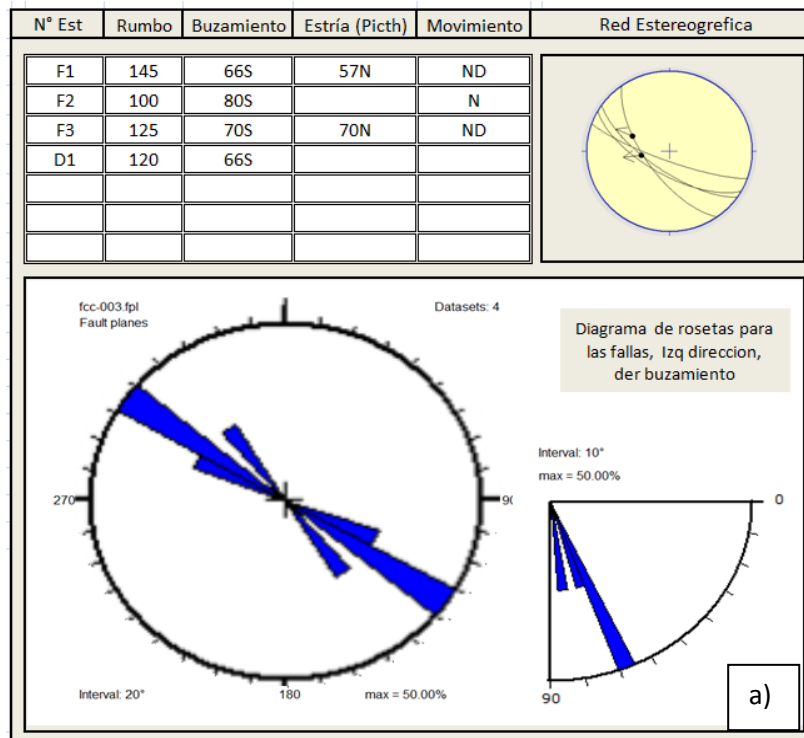 N° Est Rumbo Buzamiento Estría (Picth) Movimiento Red Estereogrefica
F1 145 66S 57N ND
F2 100 80S N
F3 125 70S 70N ND
D1 120 66S
fcc-003.fpl Datasets: 4
Fault planes
Diagrama de rosetas para
las fallas, Izq direccion,
der buzamiento
Interval: 10°
max = 50.00%
270 90 0
Interval: 20° 180 max = 50.00% 90
a)